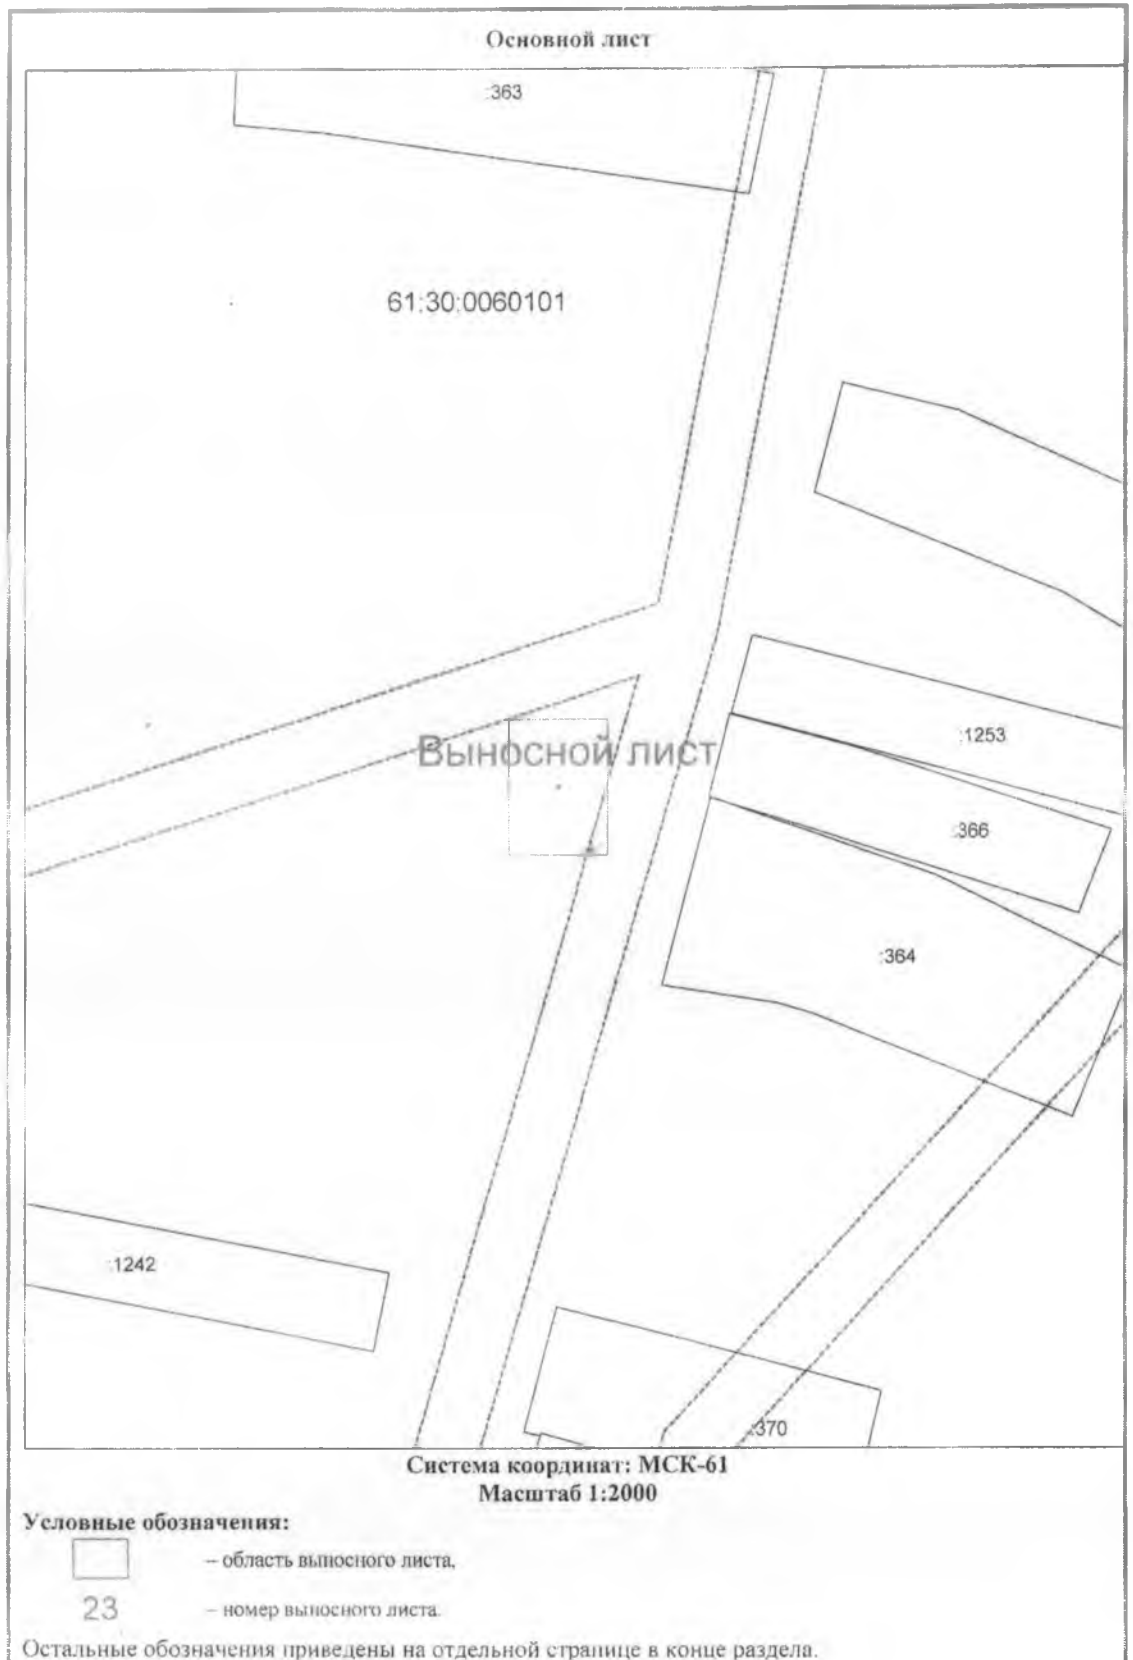 Основной лист
:363
61:30:0060101
:1253
Выносной лист
:366
:364
:1242
:370
Система координат: МСК-61
Масштаб 1:2000
Условные обозначения:
– область выносного листа,
23 – номер выносного листа.
Остальные обозначения приведены на отдельной странице в конце раздела.